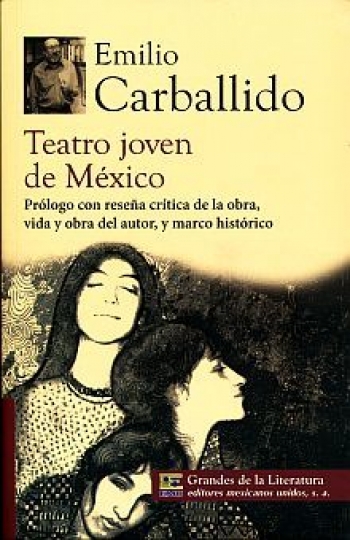 Emilio
Carballido
Teatro joven
de México
Prólogo con reseña crítica de la obra,
vida y obra del autor, y marco histórico
Grandes de la Literatura
editores mexicanos unidos, s. a.